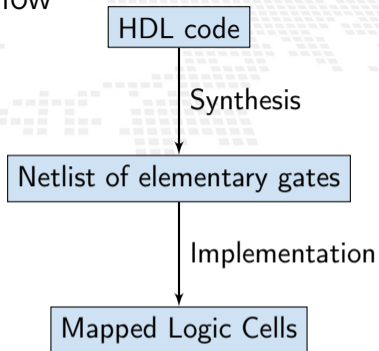 HDL code
Synthesis
Netlist of elementary gates
Implementation
Mapped Logic Cells